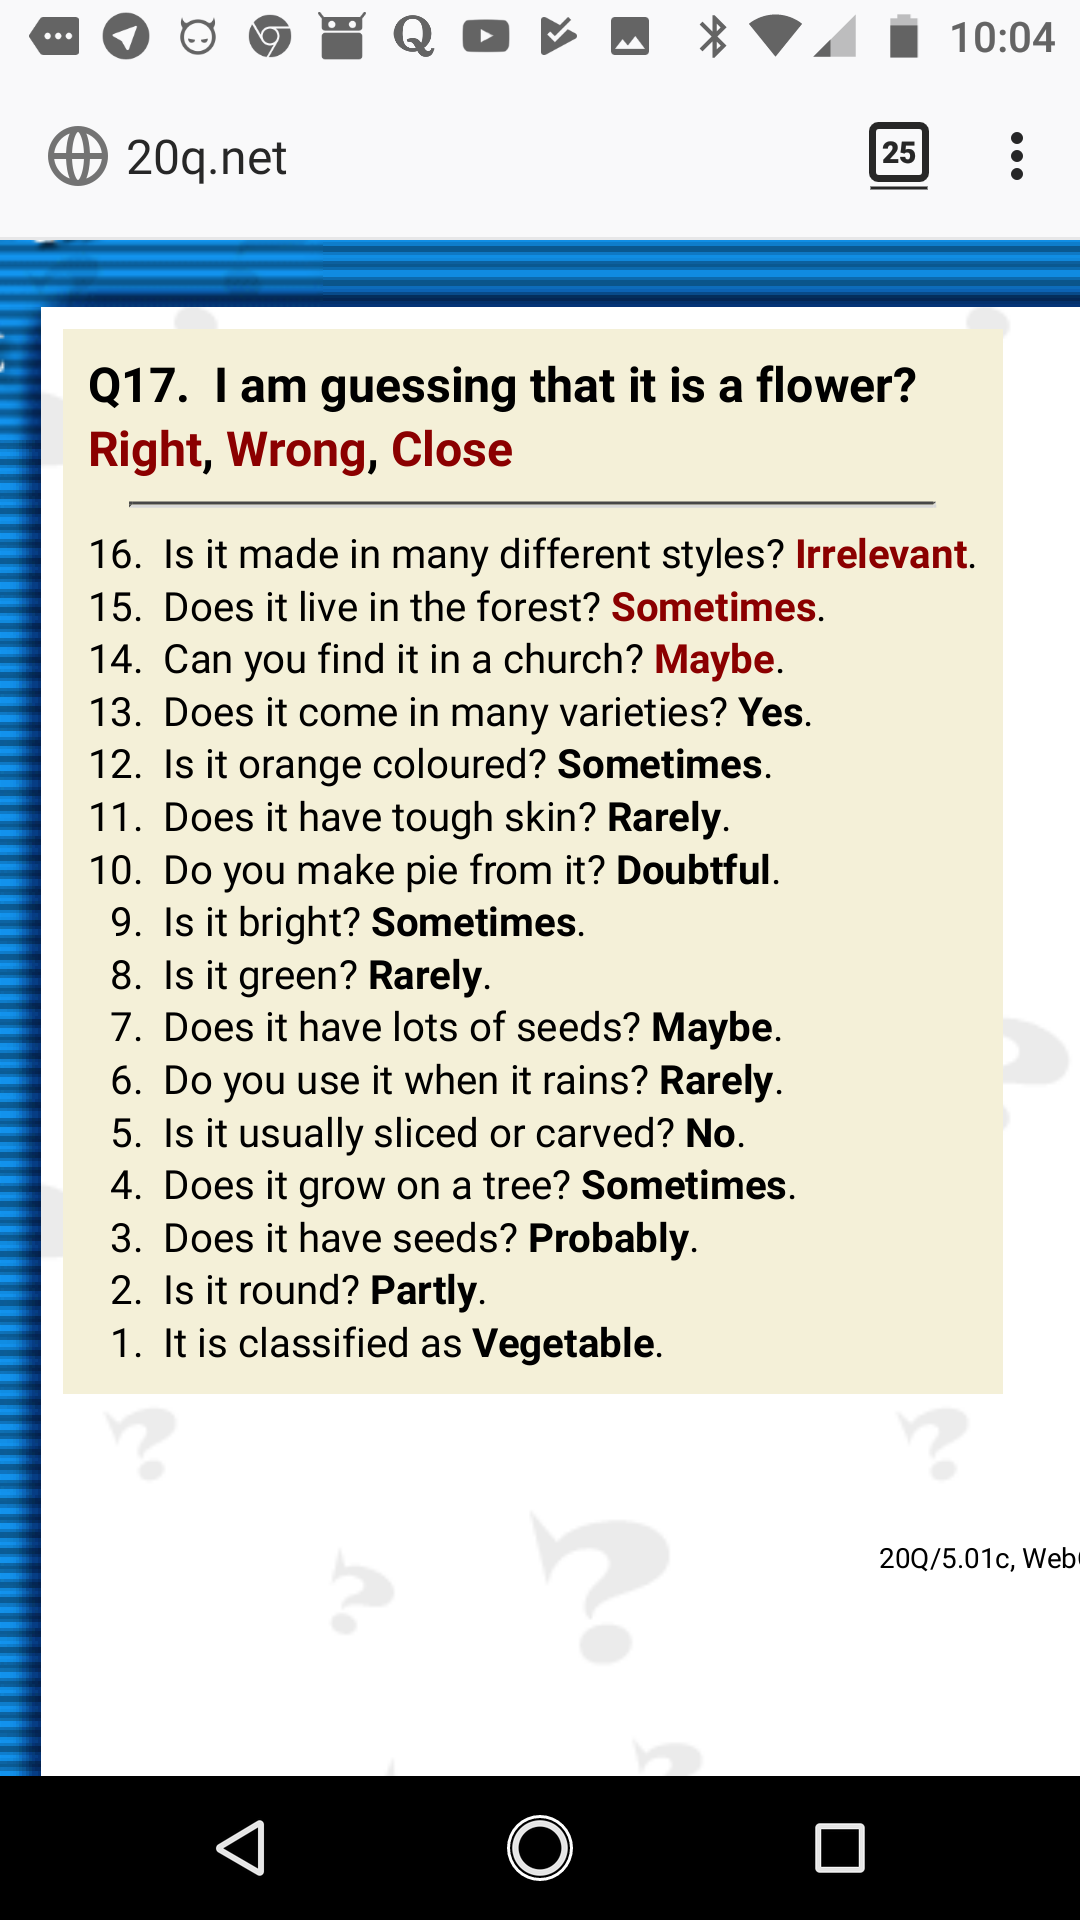 10:04
20q.net
25
Q17. I am guessing that it is a flower?
Right, Wrong, Close
16. Is it made in many different styles? Irrelevant.
15. Does it live in the forest? Sometimes.
14. Can you find it in a church? Maybe.
13. Does it come in many varieties? Yes.
12. Is it orange coloured? Sometimes.
11. Does it have tough skin? Rarely.
10. Do you make pie from it? Doubtful.
9. Is it bright? Sometimes.
8. Is it green? Rarely.
7. Does it have lots of seeds? Maybe.
6. Do you use it when it rains? Rarely.
5. Is it usually sliced or carved? No.
4. Does it grow on a tree? Sometimes.
3. Does it have seeds? Probably.
2. Is it round? Partly.
1. It is classified as Vegetable.
20Q/5.01c, Web